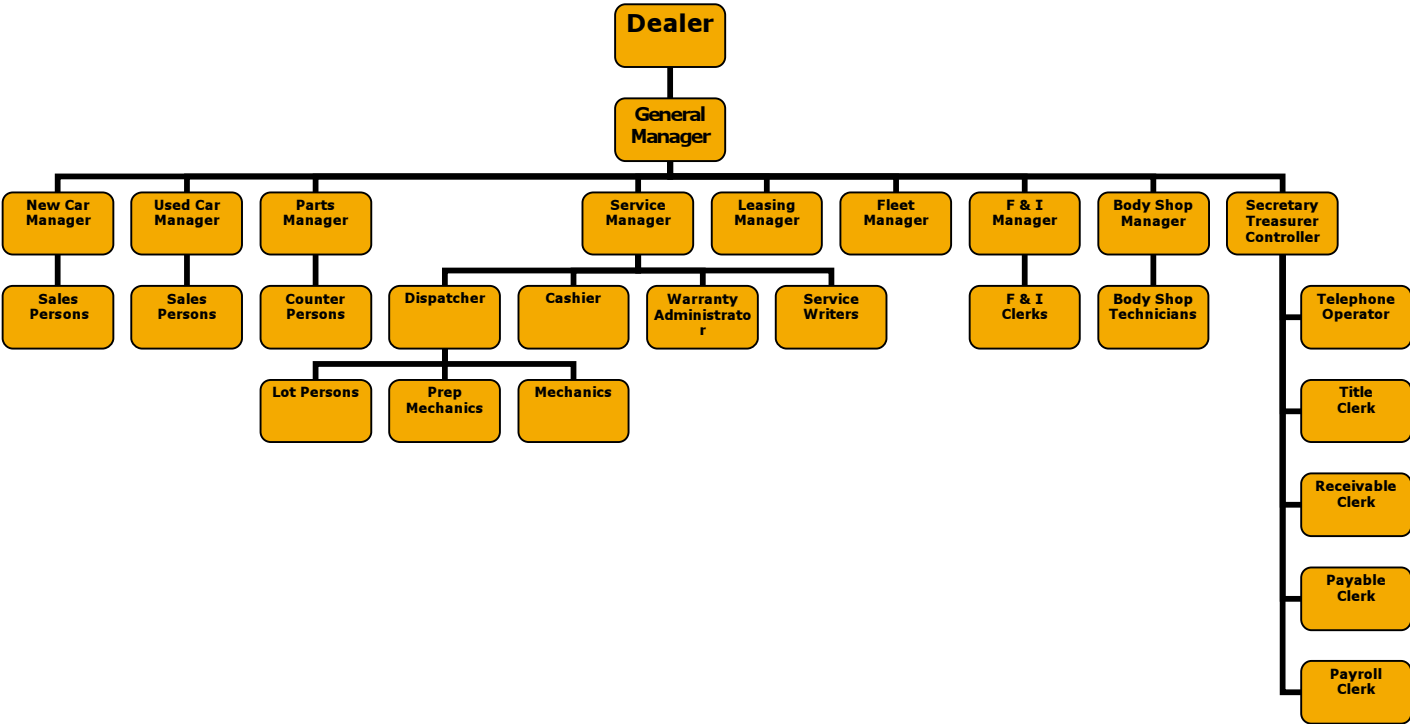 Dealer
General
Manager
New Car
Manager
Used Car
Manager
Parts
Manager
Service
Manager
Leasing
Manager
Fleet
Manager
F & I
Manager
Body Shop
Manager
Secretary
Treasurer
Controller
Sales
Persons
Sales
Persons
Counter
Persons
Dispatcher
Cashier
Warranty
Administrato
r
Service
Writers
F & I
Clerks
Body Shop
Technicians
Telephone
Operator
Lot Persons
Prep
Mechanics
Mechanics
Title
Clerk
Receivable
Clerk
Payable
Clerk
Payroll
Clerk